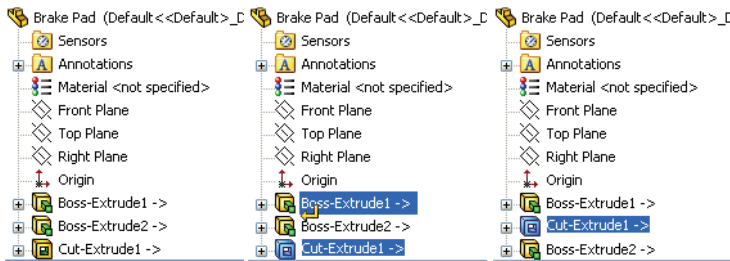 Brake Pad (Default<<Default>_D
Sensors
Annotations
Material <not specified>
Front Plane
Top Plane
Right Plane
Origin
Boss-Extrude1 ->
Boss-Extrude2 ->
Cut-Extrude1 ->
Brake Pad (Default<<Default>_D
Sensors
Annotations
Material <not specified>
Front Plane
Top Plane
Right Plane
Origin
Boss-Extrude1 ->
Boss-Extrude2 ->
Cut-Extrude1 ->
Brake Pad (Default<<Default>_D
Sensors
Annotations
Material <not specified>
Front Plane
Top Plane
Right Plane
Origin
Boss-Extrude1 ->
Cut-Extrude1 ->
Boss-Extrude2 ->